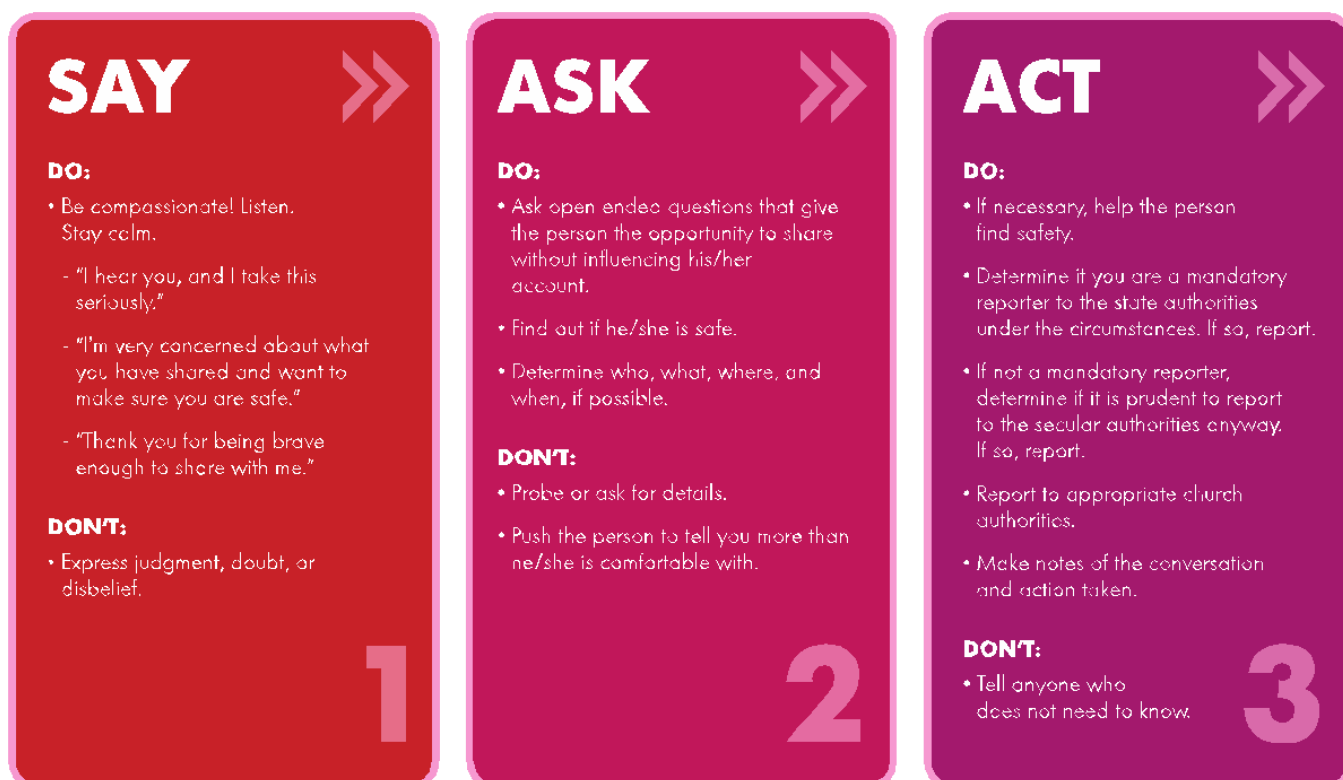 SAY
DO:
• Be compassionate! Listen.
Stay calm.
- "I hear you, and I take this
seriously."
- "I'm very concerned about what
you have shared and want to
make sure you are safe."
- "Thank you for being brave
enough to share with me."
DON'T:
• Express judgment, doubt, or
disbelief.
1
ASK
DO:
• Ask open ended questions that give
the person the opportunity to share
without influencing his/her
account.
• Find out if he/she is safe.
• Determine who, what, where, and
when, if possible.
DON'T:
• Probe or ask for details.
• Push the person to tell you more than
he/she is comfortable with.
2
ACT
DO:
• If necessary, help the person
find safety.
• Determine if you are a mandatory
reporter to the state authorities
under the circumstances. If so, report.
• If not a mandatory reporter,
determine if it is prudent to report
to the secular authorities anyway.
If so, report.
• Report to appropriate church
authorities.
• Make notes of the conversation
and action taken.
DON'T:
• Tell anyone who
does not need to know.
3